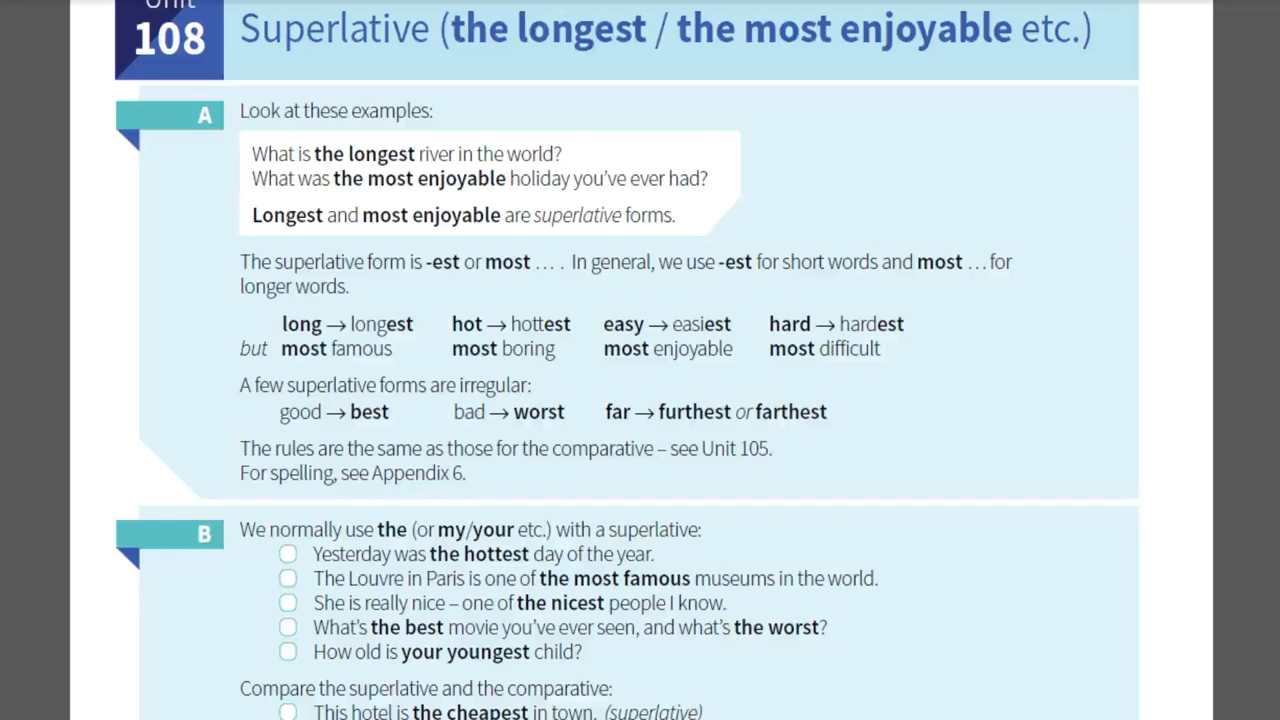 Unit
108
Superlative (the longest / the most enjoyable etc.)
A
Look at these examples:
What is the longest river in the world?
What was the most enjoyable holiday you’ve ever had?
Longest and most enjoyable are superlative forms.
The superlative form is -est or most … . In general, we use -est for short words and most … for
longer words.
long → longest hot → hottest easy → easiest hard → hardest
but most famous most boring most enjoyable most difficult
A few superlative forms are irregular:
good → best bad → worst far → furthest or farthest
The rules are the same as those for the comparative – see Unit 105.
For spelling, see Appendix 6.
B
We normally use the (or my/your etc.) with a superlative:
Yesterday was the hottest day of the year.
The Louvre in Paris is one of the most famous museums in the world.
She is really nice – one of the nicest people I know.
What’s the best movie you’ve ever seen, and what’s the worst?
How old is your youngest child?
Compare the superlative and the comparative:
This hotel is the cheapest in town. (superlative)